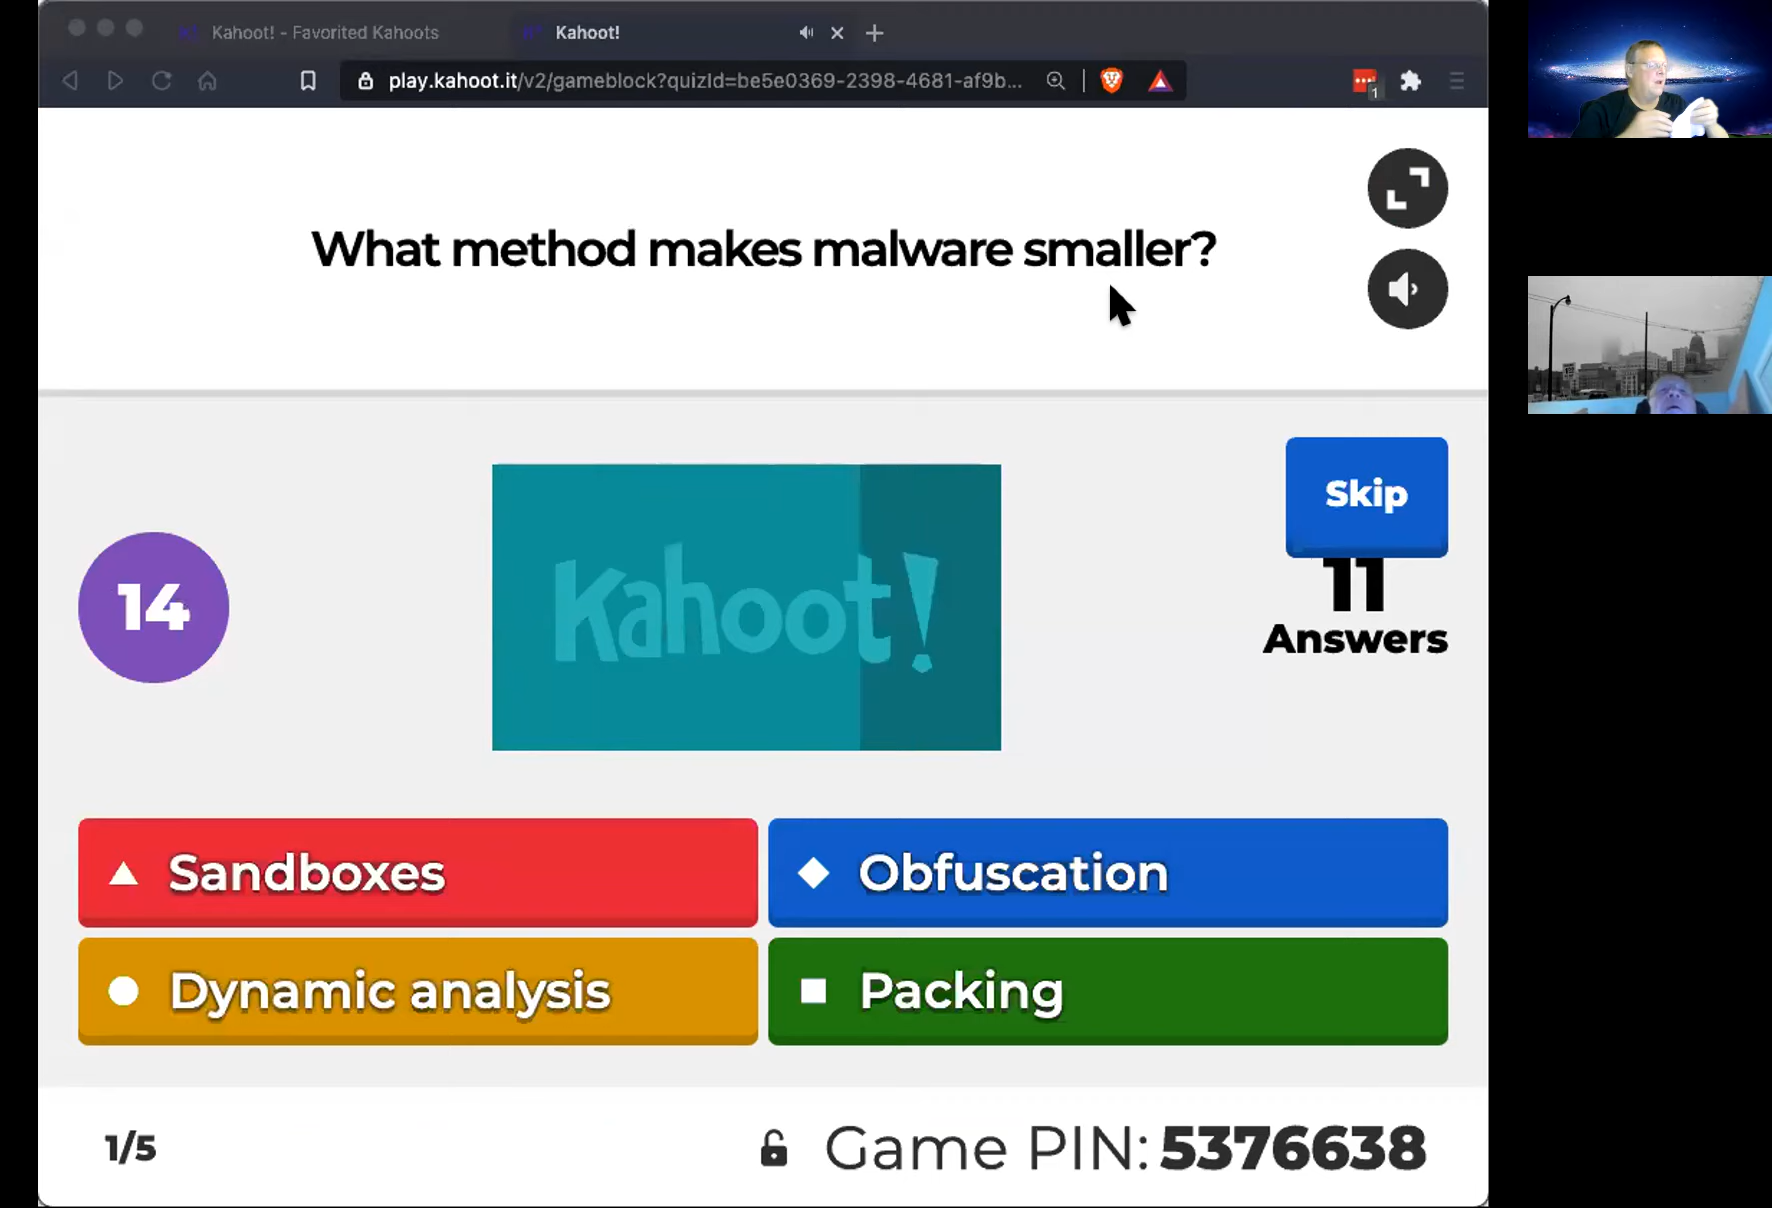 Kahoot! - Favorited Kahoots
Kahoot!
play.kahoot.it/v2/gameblock?quizId=be5e0369-2398-4681-af9b...
1
What method makes malware smaller?
Skip
14
Kahoot!
11
Answers
Sandboxes
Obfuscation
Dynamic analysis
Packing
1/5
Game PIN: 5376638